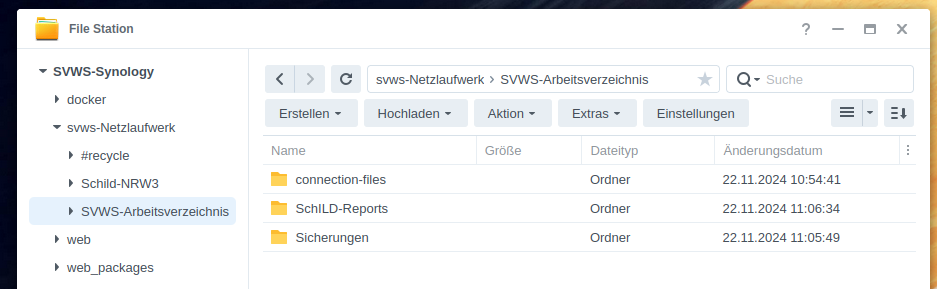 File Station
SVWS-Synology
docker
svws-Netzlaufwerk
#recycle
Schild-NRW3
SVWS-Arbeitsverzeichnis
web
web_packages
svws-Netzlaufwerk › SVWS-Arbeitsverzeichnis
Suche
Erstellen Hochladen Aktion Extras Einstellungen
Name Größe Dateityp Änderungsdatum
connection-files Ordner 22.11.2024 10:54:41
SchILD-Reports Ordner 22.11.2024 11:06:34
Sicherungen Ordner 22.11.2024 11:05:49